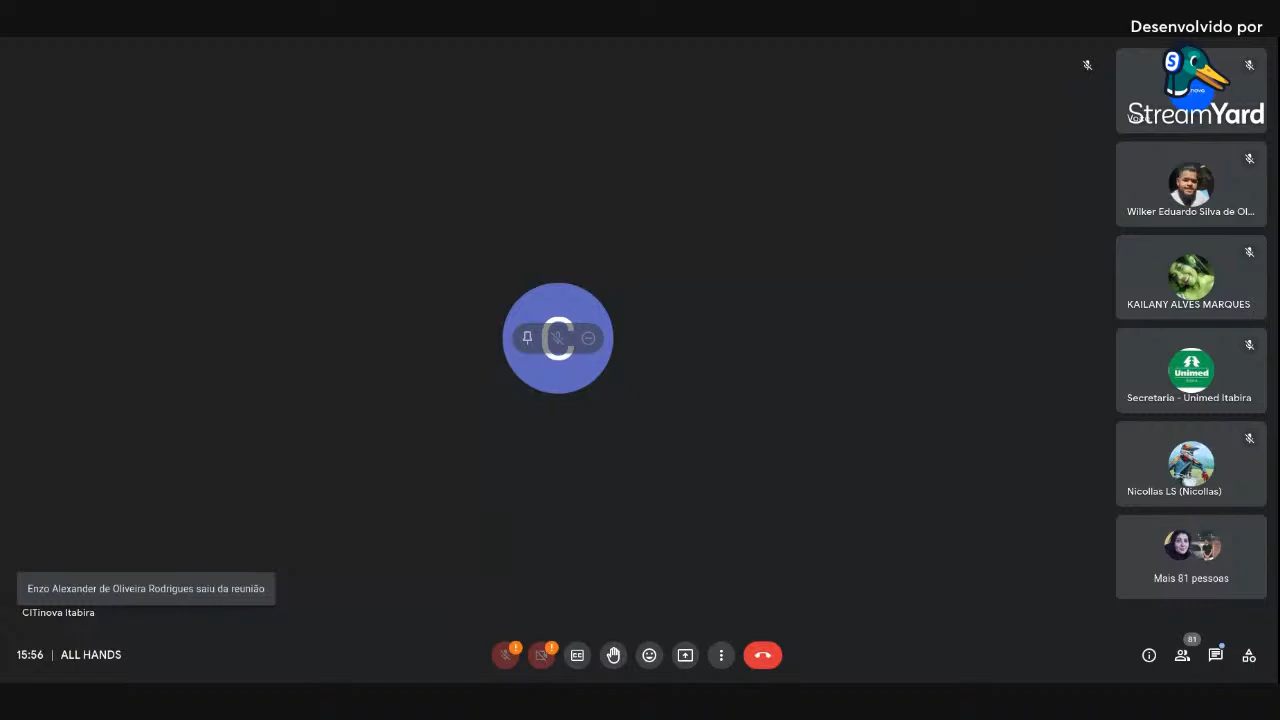 Desenvolvido por
S
nova
StreamYard
Wilker Eduardo Silva de Ol...
KAILANY ALVES MARQUES
Unimed
Secretaria - Unimed Itabira
Nicollas LS (Nicollas)
Mais 81 pessoas
C
Enzo Alexander de Oliveira Rodrigues saiu da reunião
CITinova Itabira
15:56 | ALL HANDS
81